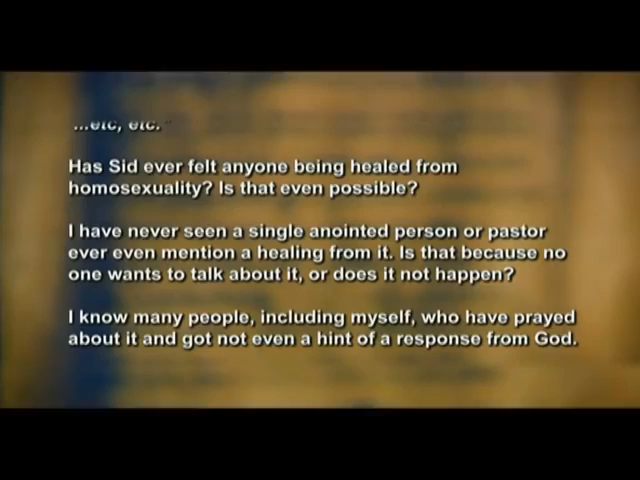 ...etc, etc."
Has Sid ever felt anyone being healed from
homosexuality? Is that even possible?
I have never seen a single anointed person or pastor
ever even mention a healing from it. Is that because no
one wants to talk about it, or does it not happen?
I know many people, including myself, who have prayed
about it and got not even a hint of a response from God.